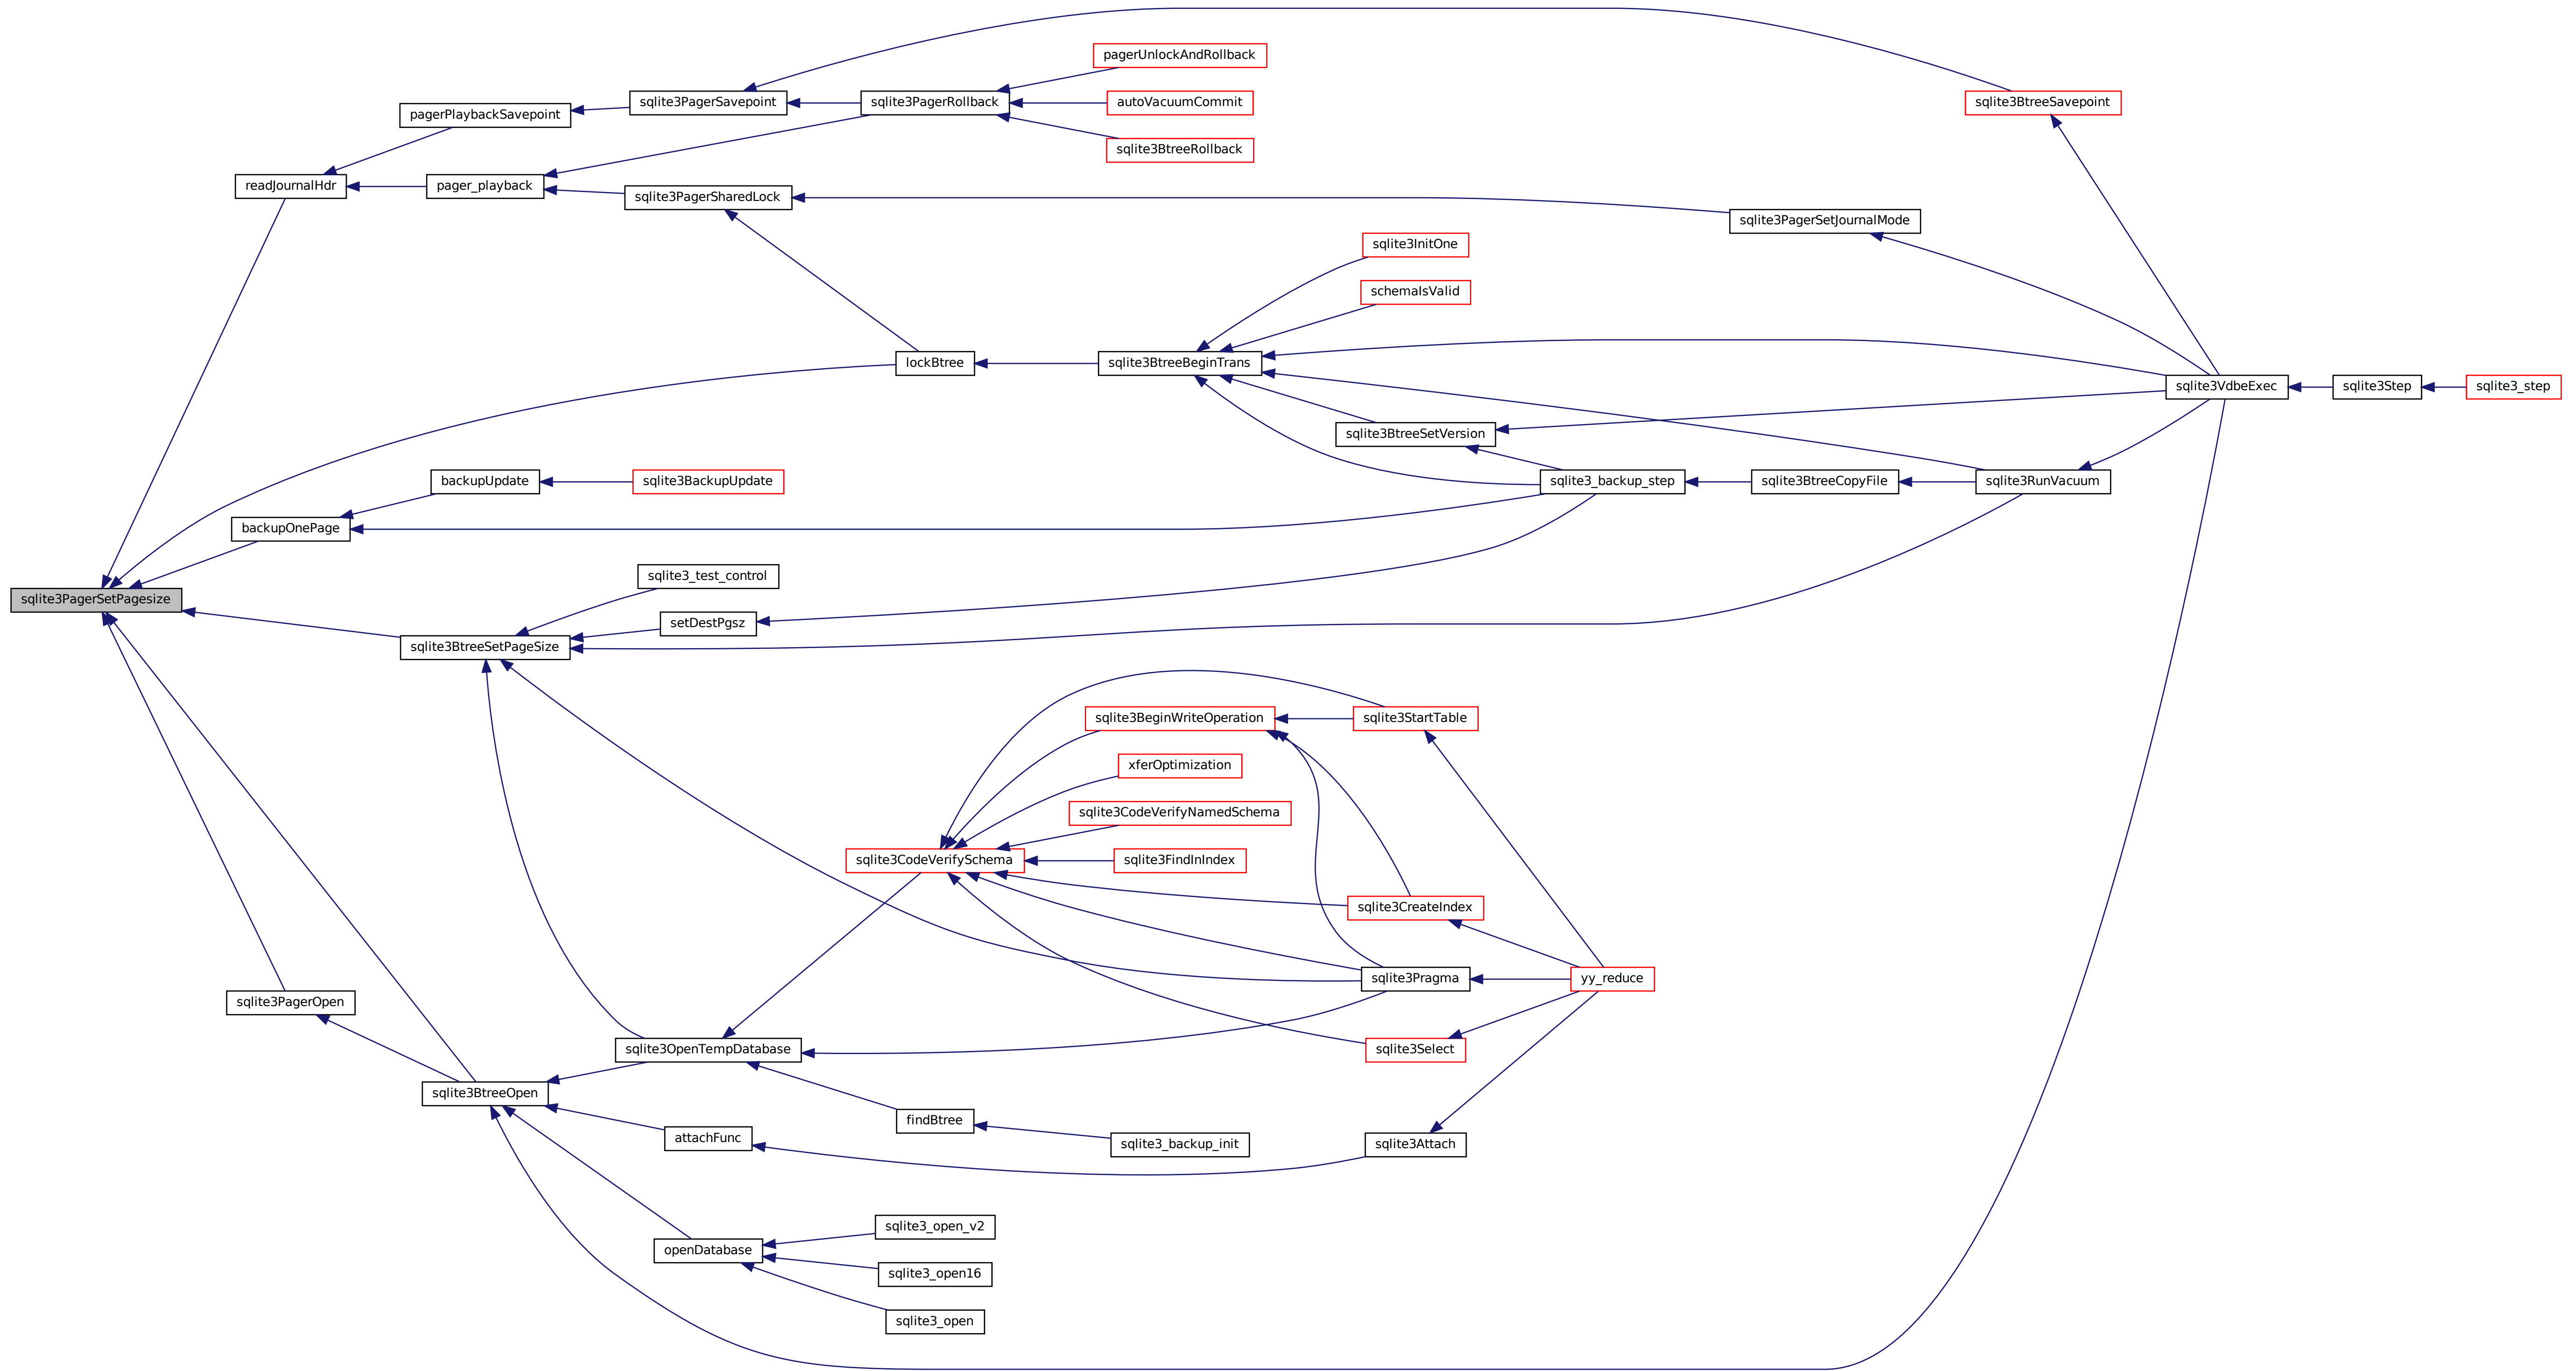 pagerUnlockAndRollback
sqlite3PagerSavepoint
sqlite3PagerRollback
autoVacuumCommit
sqlite3BtreeSavepoint
pagerPlaybackSavepoint
sqlite3BtreeRollback
readJournalHdr
pager_playback
sqlite3PagerSharedLock
sqlite3PagerSetJournalMode
sqlite3InitOne
schemaIsValid
lockBtree
sqlite3BtreeBeginTrans
sqlite3VdbeExec
sqlite3Step
sqlite3_step
sqlite3BtreeSetVersion
backupUpdate
sqlite3BackupUpdate
sqlite3_backup_step
sqlite3BtreeCopyFile
sqlite3RunVacuum
backupOnePage
sqlite3_test_control
sqlite3PagerSetPagesize
setDestPgsz
sqlite3BtreeSetPageSize
sqlite3BeginWriteOperation
sqlite3StartTable
xferOptimization
sqlite3CodeVerifyNamedSchema
sqlite3CodeVerifySchema
sqlite3FindInIndex
sqlite3CreateIndex
sqlite3Pragma
yy_reduce
sqlite3PagerOpen
sqlite3OpenTempDatabase
sqlite3Select
sqlite3BtreeOpen
findBtree
attachFunc
sqlite3_backup_init
sqlite3Attach
sqlite3_open_v2
openDatabase
sqlite3_open16
sqlite3_open